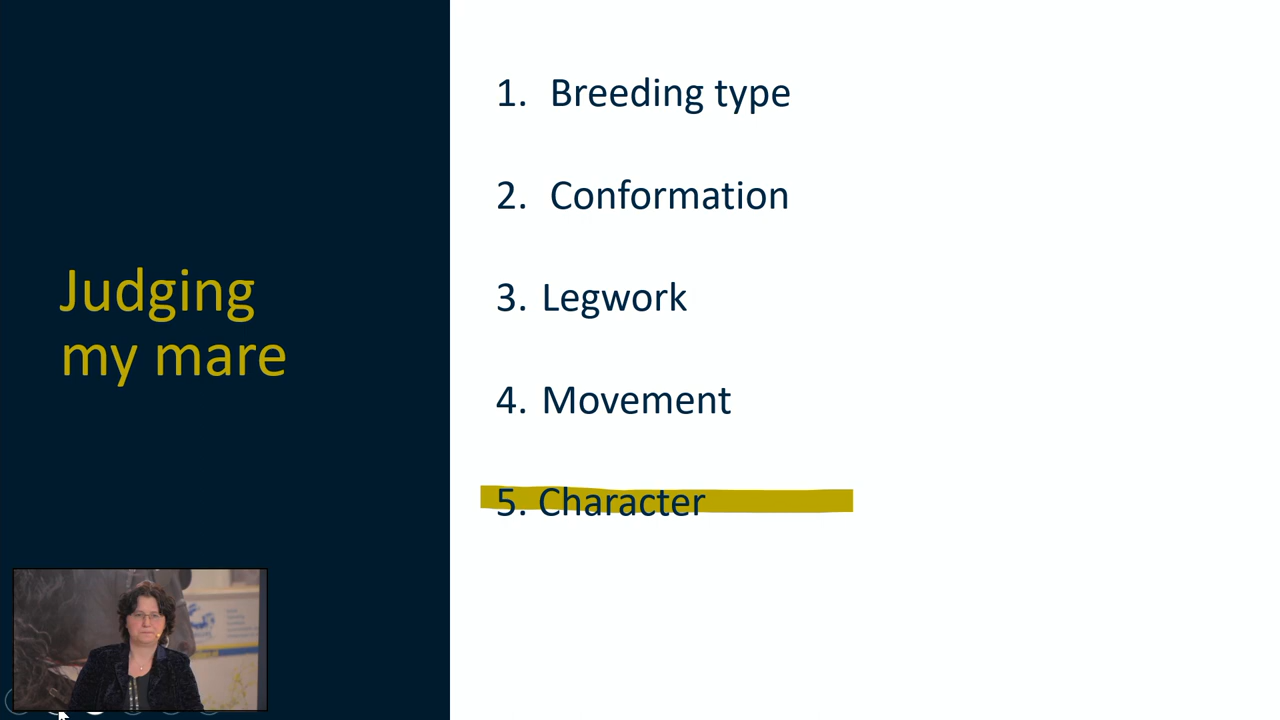 Judging
my mare
1. Breeding type
2. Conformation
3. Legwork
4. Movement
5. Character